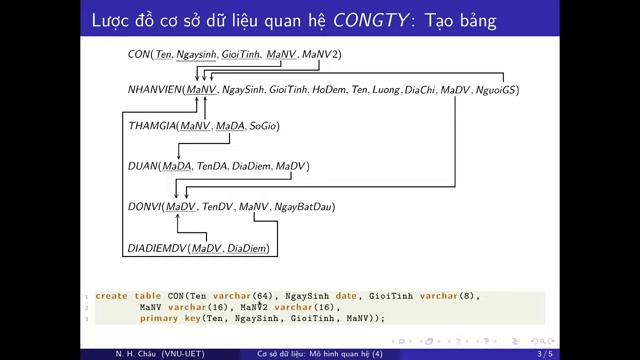 Lược đồ cơ sở dữ liệu quan hệ CONGTY: Tạo bảng
CON(Ten, Ngaysinh, GioiTinh, MaNV, MaNV2)
NHANVIEN(MaNV, NgaySinh, GioiTinh, HoDem, Ten, Luong, DiaChi, MaDV, NguoiGS)
THAMGIA(MaNV, MaDA, SoGio)
DUAN(MaDA, TenDA, DiaDiem, MaDV)
DONVI(MaDV, TenDV, MaNV, NgayBatDau)
DIADIEMDV(MaDV, DiaDiem)
1 create table CON(Ten varchar(64), NgaySinh date, GioiTinh varchar(8),
2 MaNV varchar(16), MaNV2 varchar(16),
3 primary key(Ten, NgaySinh, GioiTinh, MaNV));
N. H. Châu (VNU-UET) Cơ sở dữ liệu: Mô hình quan hệ (4) 3 / 5